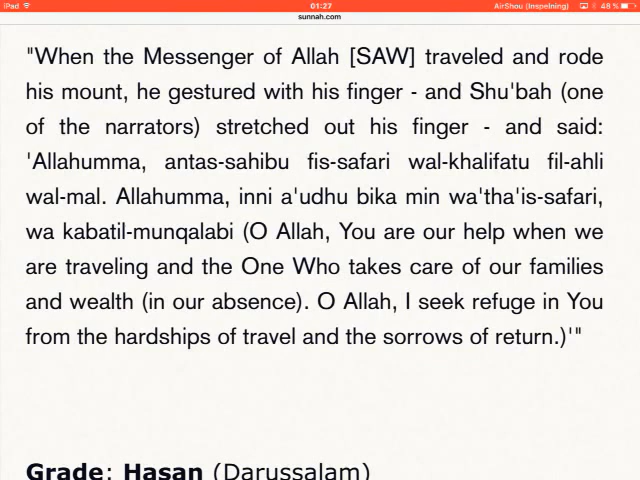 iPad 01:27 AirShou (Inspelning) 48 %
sunnah.com
"When the Messenger of Allah [SAW] traveled and rode
his mount, he gestured with his finger - and Shu'bah (one
of the narrators) stretched out his finger - and said:
'Allahumma, antas-sahibu fis-safari wal-khalifatu fil-ahli
wal-mal. Allahumma, inni a'udhu bika min wa'tha'is-safari,
wa kabatil-munqalabi (O Allah, You are our help when we
are traveling and the One Who takes care of our families
and wealth (in our absence). O Allah, I seek refuge in You
from the hardships of travel and the sorrows of return.)'"
Grade: Hasan (Darussalam)